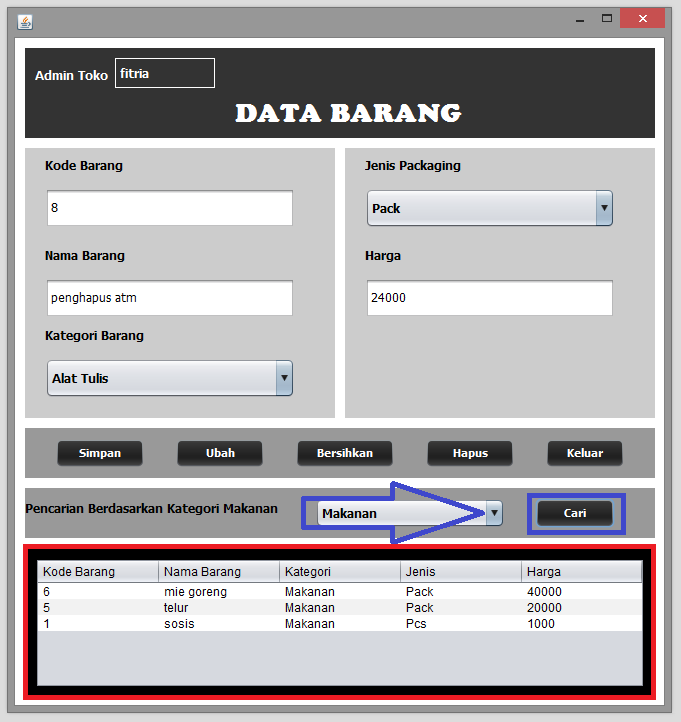 Admin Toko fitria
DATA BARANG
Kode Barang
8
Nama Barang
penghapus atm
Kategori Barang
Alat Tulis
Jenis Packaging
Pack
Harga
24000
Simpan Ubah Bersihkan Hapus Keluar
Pencarian Berdasarkan Kategori Makanan Makanan Cari
Kode Barang Nama Barang Kategori Jenis Harga
6 mie goreng Makanan Pack 40000
5 telur Makanan Pack 20000
1 sosis Makanan Pcs 1000